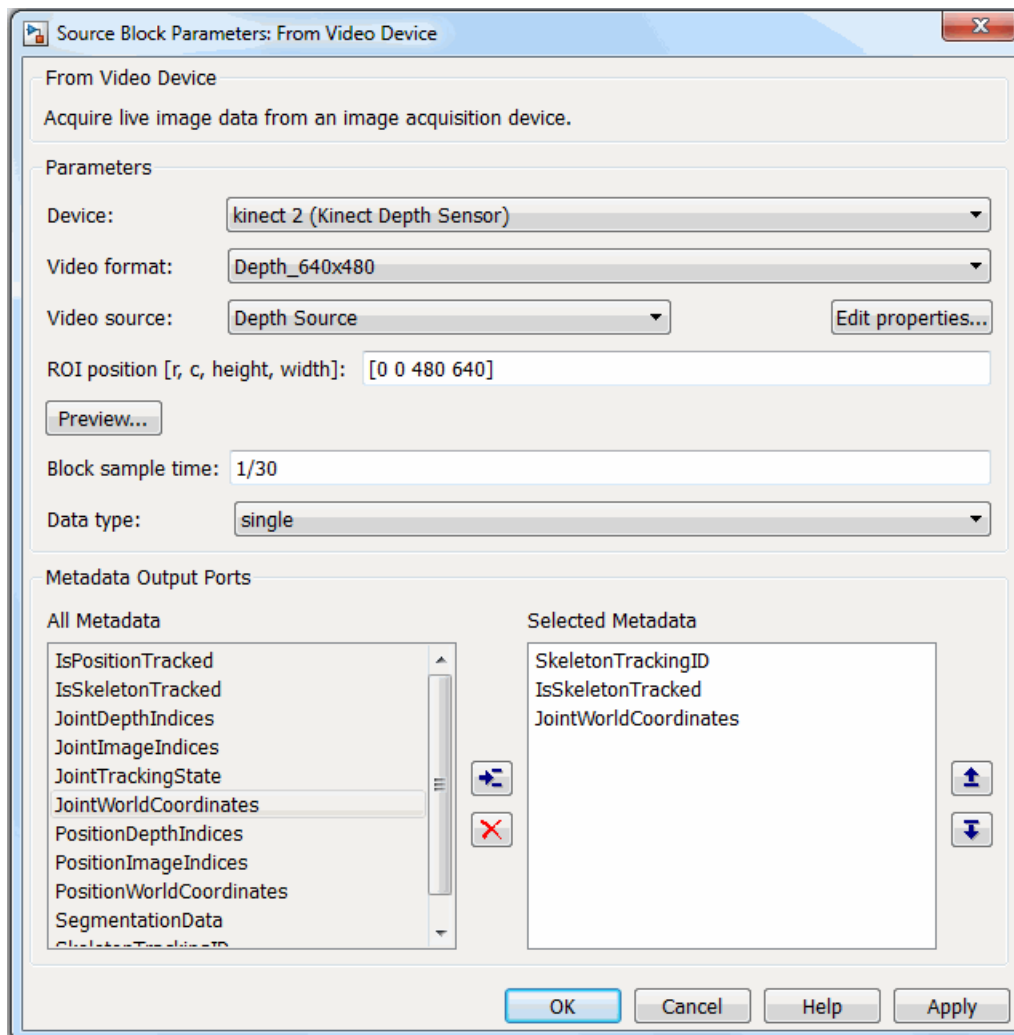 Source Block Parameters: From Video Device
From Video Device
Acquire live image data from an image acquisition device.
Parameters
Device: kinect 2 (Kinect Depth Sensor)
Video format: Depth_640x480
Video source: Depth Source Edit properties...
ROI position [r, c, height, width]: [0 0 480 640]
Preview...
Block sample time: 1/30
Data type: single
Metadata Output Ports
All Metadata
IsPositionTracked
IsSkeletonTracked
JointDepthIndices
JointImageIndices
JointTrackingState
JointWorldCoordinates
PositionDepthIndices
PositionImageIndices
PositionWorldCoordinates
SegmentationData
SkeletonTrackingID
Selected Metadata
SkeletonTrackingID
IsSkeletonTracked
JointWorldCoordinates
OK Cancel Help Apply